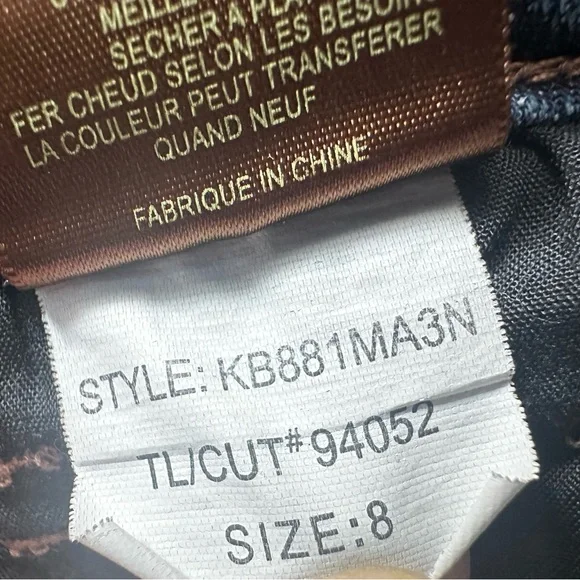 MEILLE
SECHER A PLA
FER CHEUD SELON LES BESOINS
LA COULEUR PEUT TRANSFERER
QUAND NEUF
FABRIQUE IN CHINE
STYLE: KB881MA3N
TL/CUT# 94052
SIZE:8